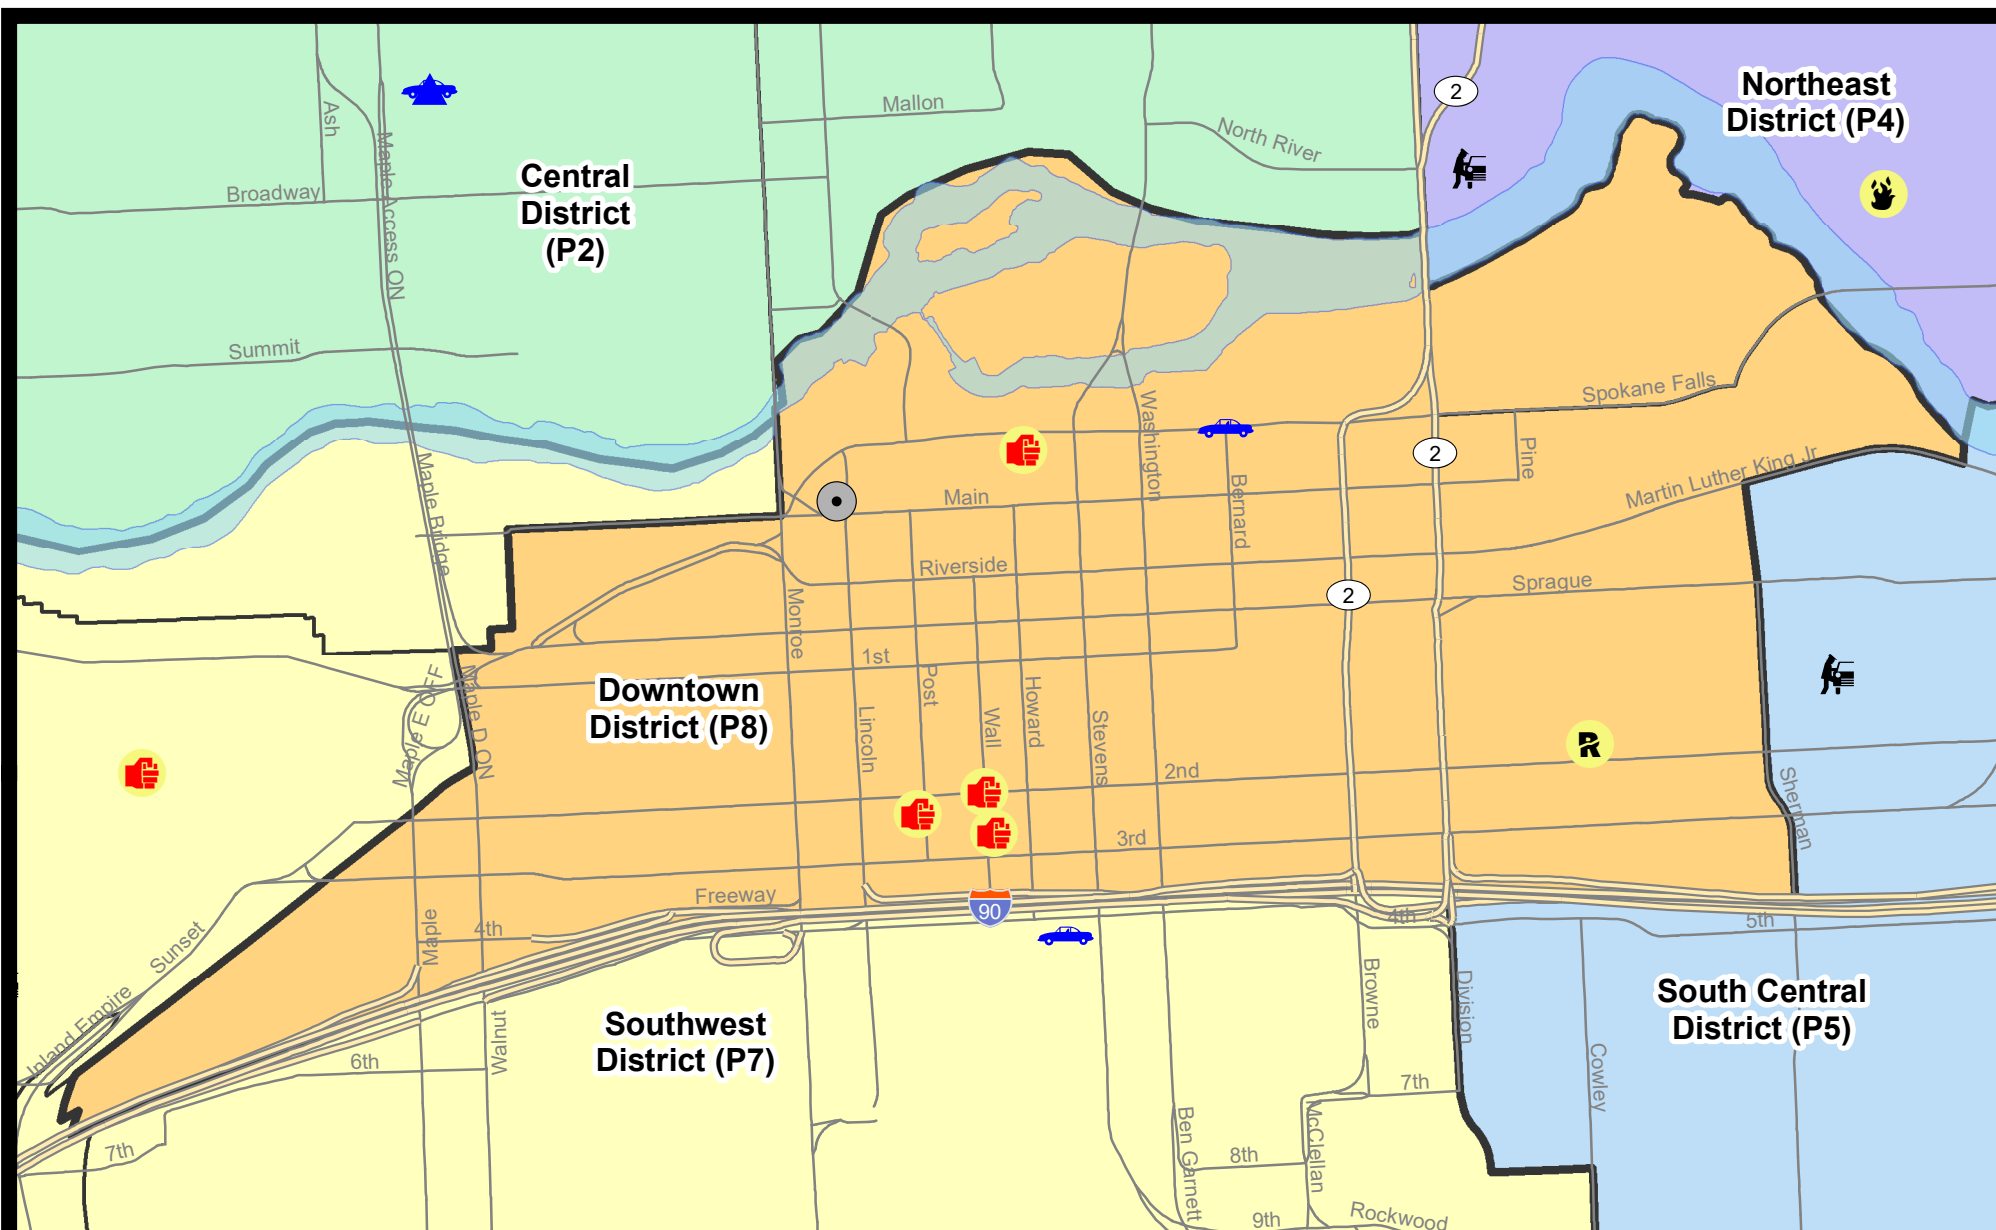 2
Northeast
District (P4)
Mallon
Ash
North River
Maple Access ON
Central
District
(P2)
Broadway
Summit
Spokane Falls
Washington
Pine
Maple Bridge
Bernard
Main
2
Martin Luther King Jr
Riverside
Sprague
2
Monroe
1st
Post
Maple E OFF
Maple D ON
Downtown
District (P8)
Lincoln
Wall
Howard
Stevens
R
2nd
Sherman
3rd
Freeway
90
Maple
4th
4th
5th
Sunset
Inland Empire
Browne
Division
South Central
District (P5)
Southwest
District (P7)
Walnut
6th
Cowley
7th
Ben Garnett
McClellan
7th
8th
9th
Rockwood